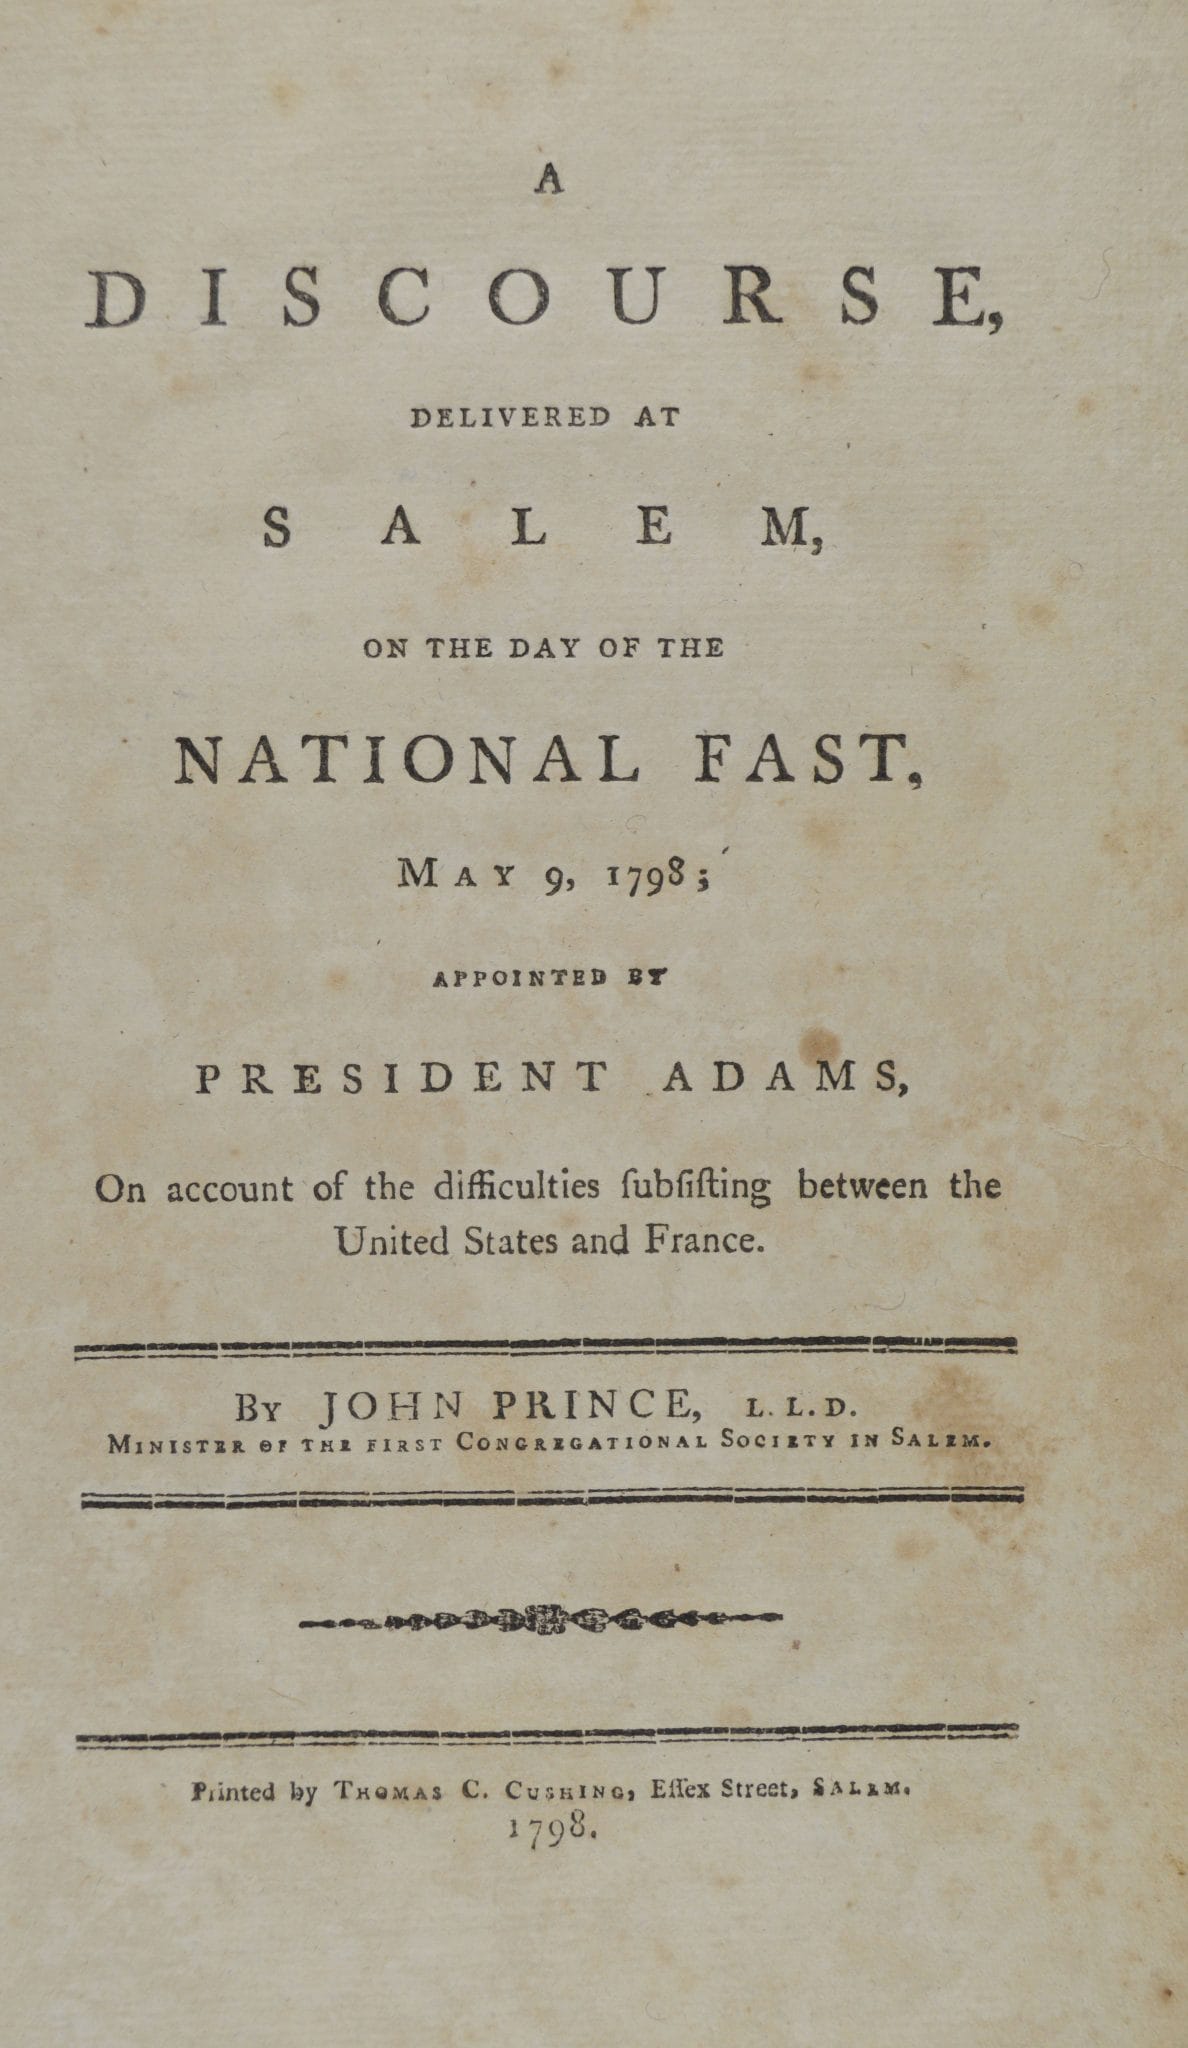 A
DISCOURSE,
DELIVERED AT
SALEM,
ON THE DAY OF THE
NATIONAL FAST,
MAY 9, 1798;
APPOINTED BY
PRESIDENT ADAMS,
On account of the difficulties ſubſiſting between the
United States and France.
BY JOHN PRINCE, L. L. D.
MINISTER OF THE FIRST CONGREGATIONAL SOCIETY IN SALEM.
Printed by THOMAS C. CUSHING, Eſſex Street, SALEM.
1798.